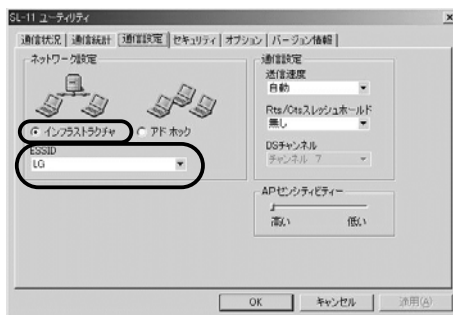 SL-11 ユーティリティ
通信状況 通信統計 通信設定 セキュリティ オプション バージョン情報
ネットワーク設定
インフラストラクチャ アド ホック
ESSID
LG
通信設定
送信速度
自動
Rts/Ctsスレッショホールド
無し
DSチャンネル
チャンネル 7
APセンシティビティー
高い 低い
OK キャンセル 適用(A)